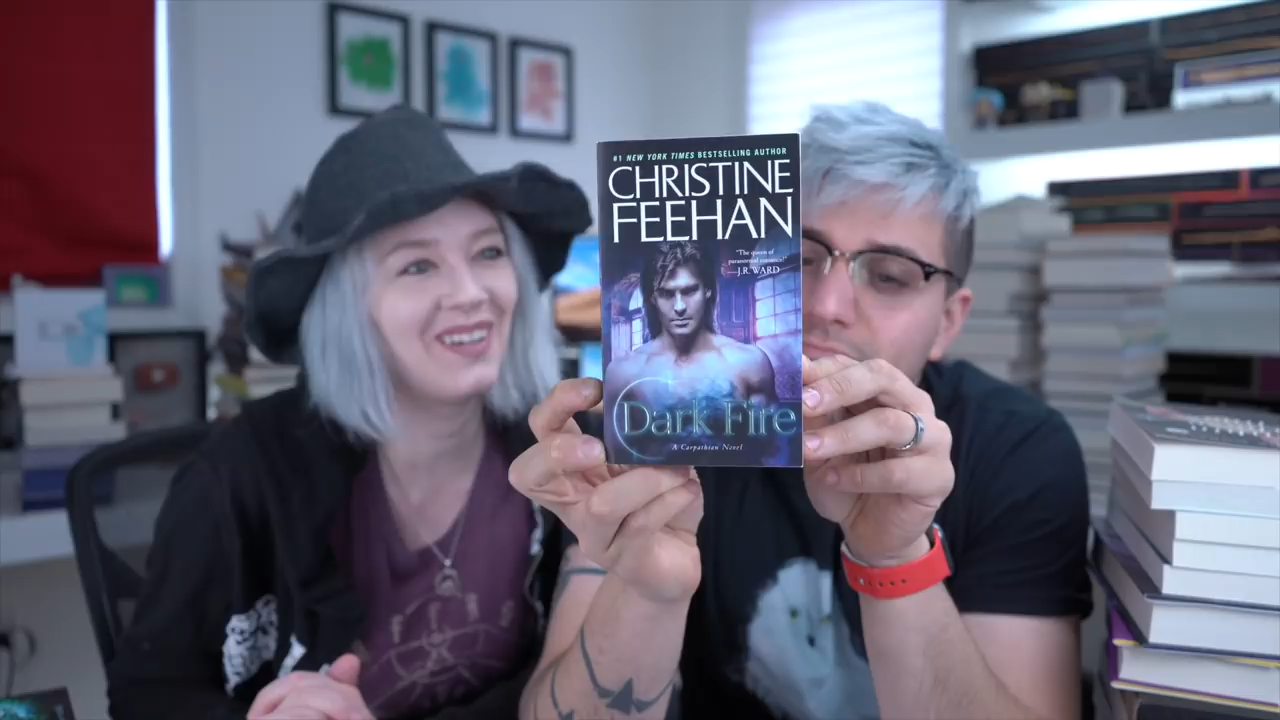 #1 NEW YORK TIMES BESTSELLING AUTHOR
CHRISTINE
FEEHAN
"The queen of
paranormal romance!"
—J.R. WARD
Dark Fire
A Carpathian Novel